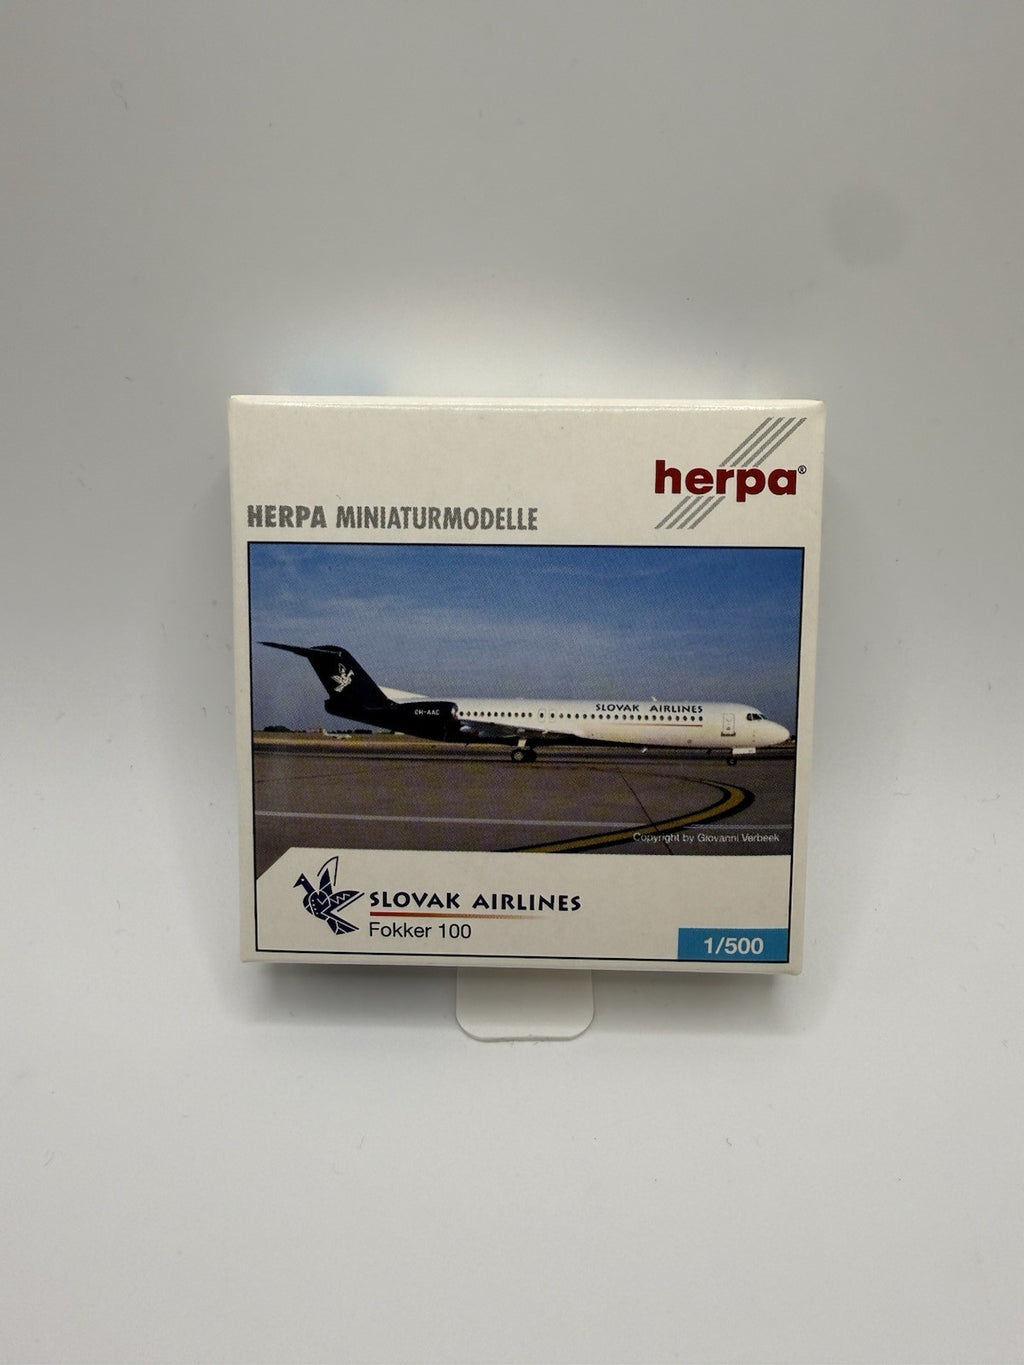 herpa®
HERPA MINIATURMODELLE
SLOVAK AIRLINES
Copyright by Giovanni Verbeek
SLOVAK AIRLINES
Fokker 100
1/500